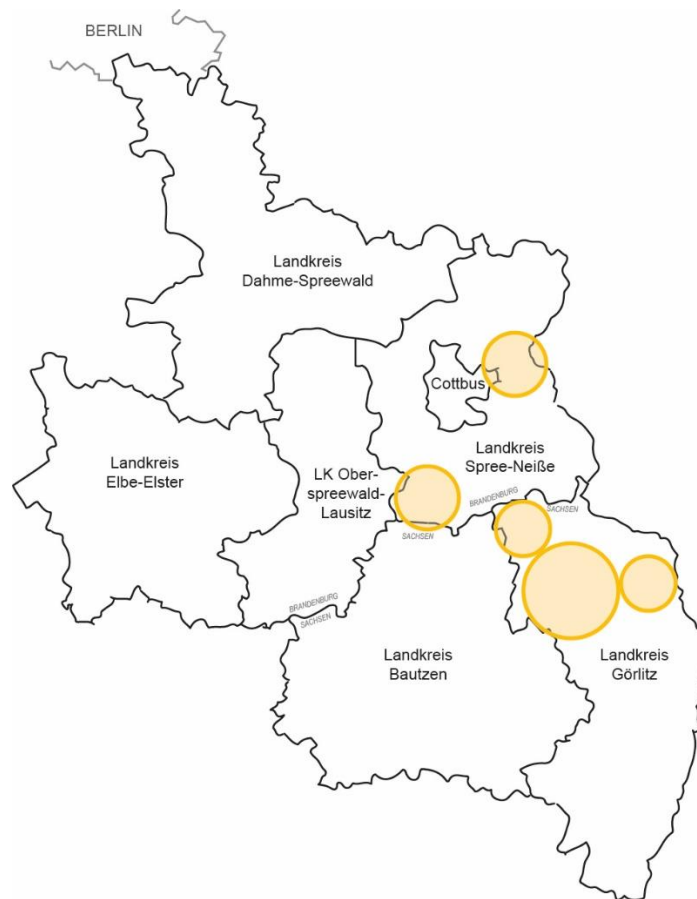 BERLIN
Landkreis
Dahme-Spreewald
Cottbus
Landkreis
Elbe-Elster
LK Ober-
spreewald-
Lausitz
Landkreis
Spree-Neiße
BRANDENBURG
SACHSEN
SACHSEN
BRANDENBURG
SACHSEN
Landkreis
Bautzen
Landkreis
Görlitz